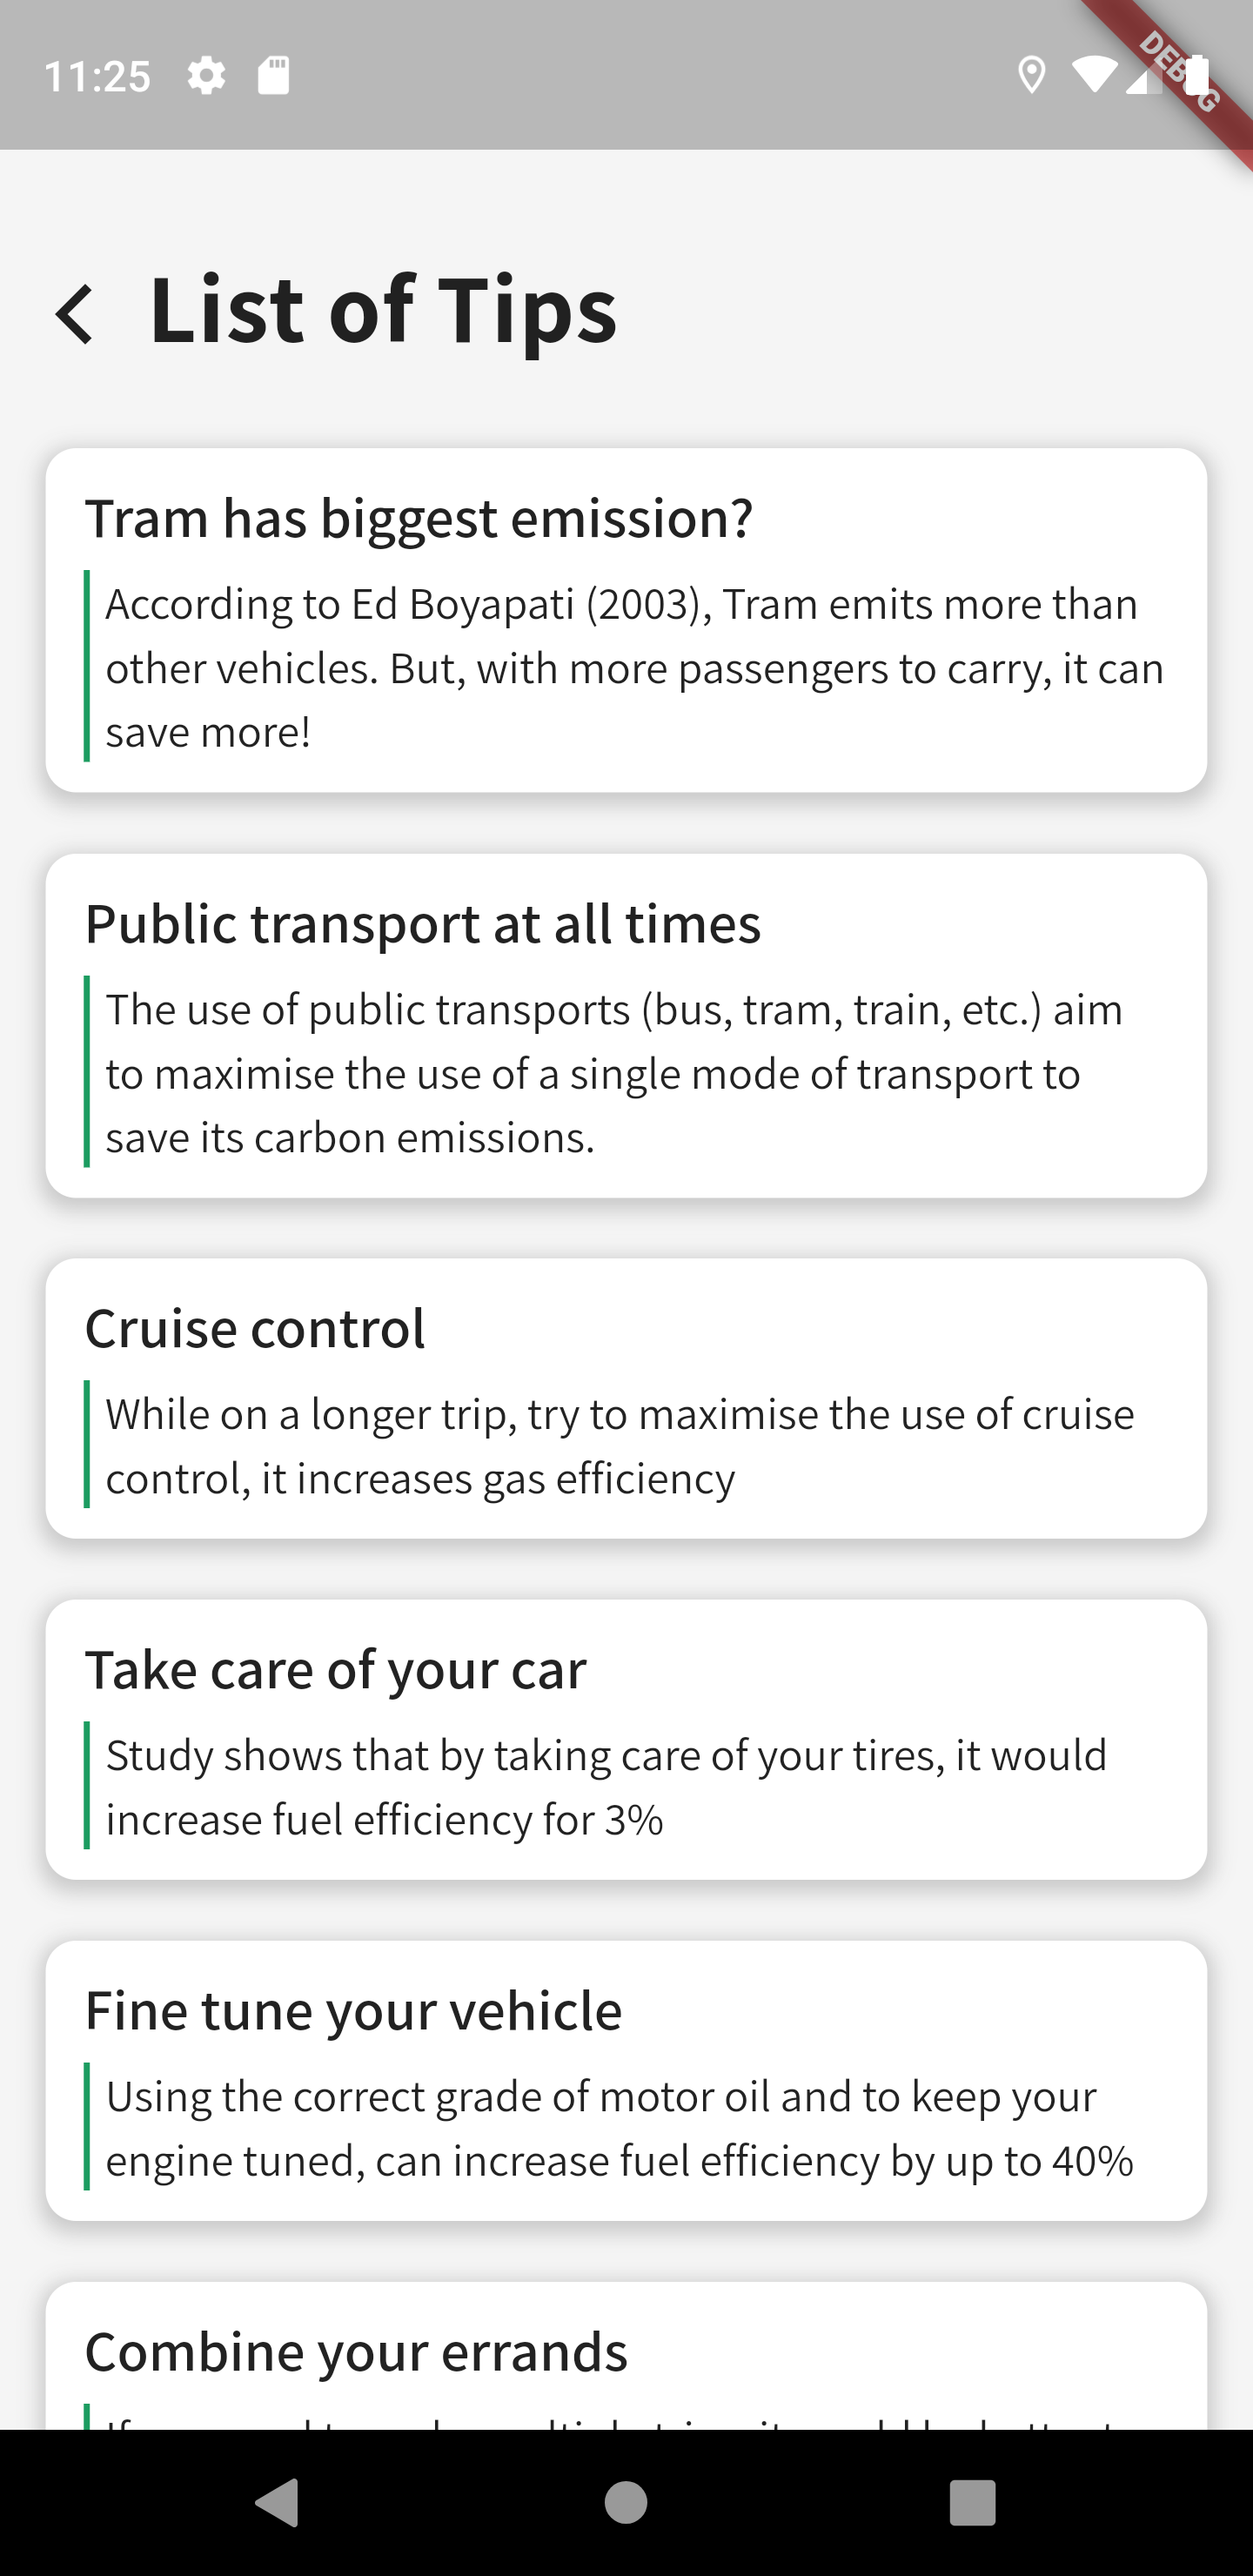 11:25
DEBUG
List of Tips
Tram has biggest emission?
According to Ed Boyapati (2003), Tram emits more than
other vehicles. But, with more passengers to carry, it can
save more!
Public transport at all times
The use of public transports (bus, tram, train, etc.) aim
to maximise the use of a single mode of transport to
save its carbon emissions.
Cruise control
While on a longer trip, try to maximise the use of cruise
control, it increases gas efficiency
Take care of your car
Study shows that by taking care of your tires, it would
increase fuel efficiency for 3%
Fine tune your vehicle
Using the correct grade of motor oil and to keep your
engine tuned, can increase fuel efficiency by up to 40%
Combine your errands